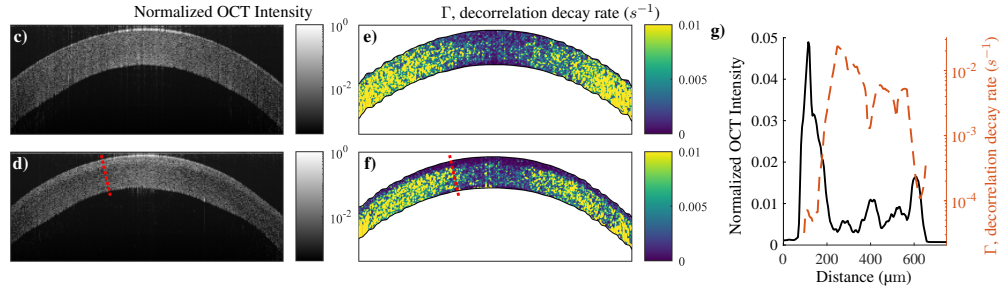 Normalized OCT Intensity
Γ, decorrelation decay rate (s⁻¹)
c)
10⁰
10⁻²
e)
0.01
0.005
0
d)
10⁰
10⁻²
f)
0.01
0.005
0
g)
0.05
0.04
0.03
0.02
0.01
0
Normalized OCT Intensity
0 200 400 600
Distance (µm)
10⁻²
10⁻³
10⁻⁴
Γ, decorrelation decay rate (s⁻¹)